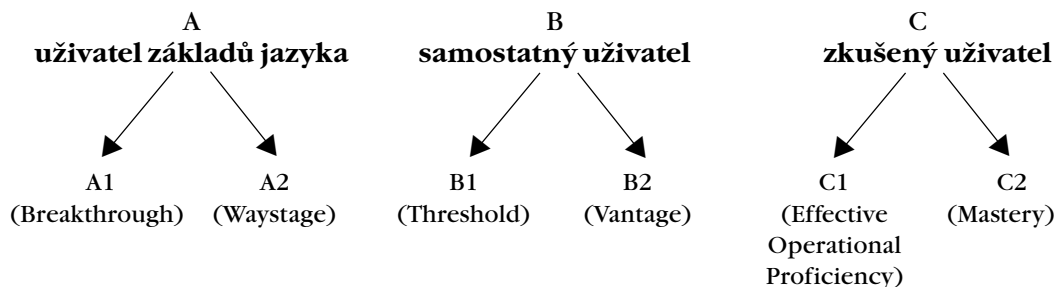 A
uživatel základů jazyka
B
samostatný uživatel
C
zkušený uživatel
A1
(Breakthrough)
A2
(Waystage)
B1
(Threshold)
B2
(Vantage)
C1
(Effective
Operational
Proficiency)
C2
(Mastery)